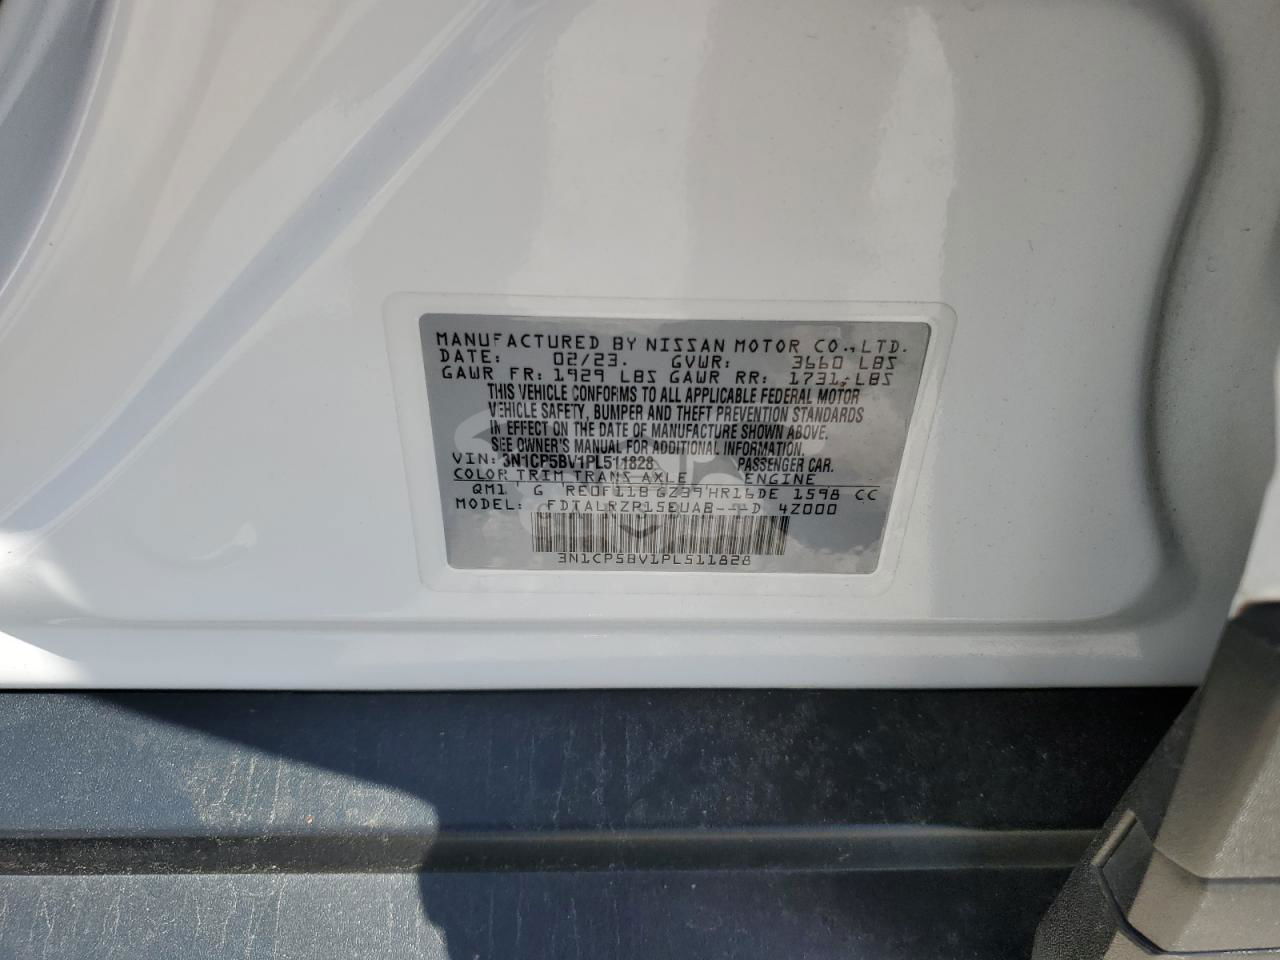 MANUFACTURED BY NISSAN MOTOR CO., LTD.
DATE: 02/23. GVWR: 3660 LBS
GAWR FR: 1929 LBS GAWR RR: 1731 LBS
THIS VEHICLE CONFORMS TO ALL APPLICABLE FEDERAL MOTOR
VEHICLE SAFETY, BUMPER AND THEFT PREVENTION STANDARDS
IN EFFECT ON THE DATE OF MANUFACTURE SHOWN ABOVE.
SEE OWNER'S MANUAL FOR ADDITIONAL INFORMATION.
VIN: 3N1CP5BV1PL511828 PASSENGER CAR.
COLOR TRIM TRANS AXLE ENGINE
QM1 G RE0F11B GZ39 HR16DE 1598 CC
MODEL: FDTALRZP15EUAB---D 4Z000
3N1CP5BV1PL511828